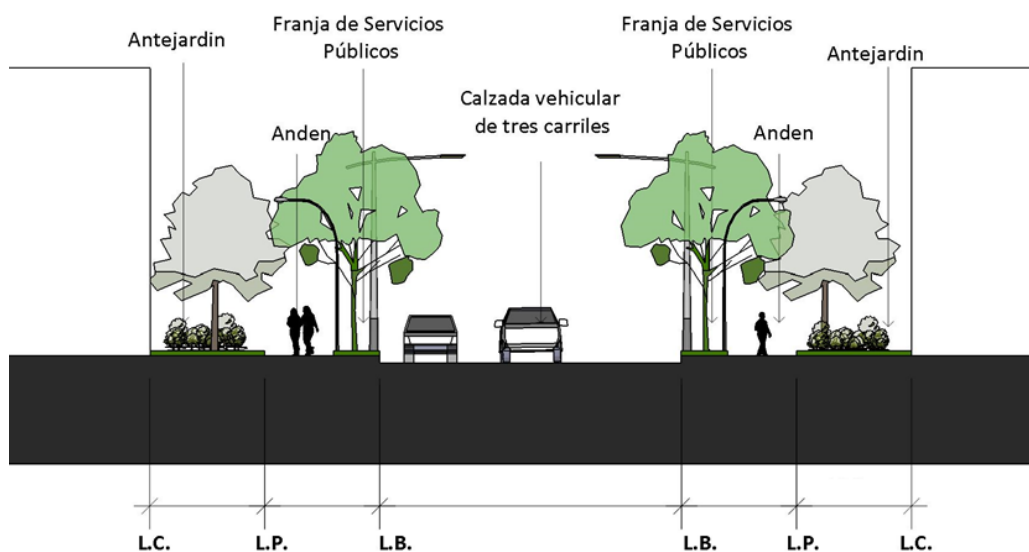 Antejardin
Franja de Servicios
Públicos
Franja de Servicios
Públicos
Antejardin
Calzada vehicular
de tres carriles
Anden
Anden
L.C.
L.P.
L.B.
L.B.
L.P.
L.C.